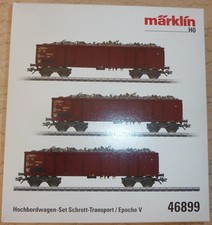 märklin
H0
Hochbordwagen-Set Schrott-Transport / Epoche V
46899